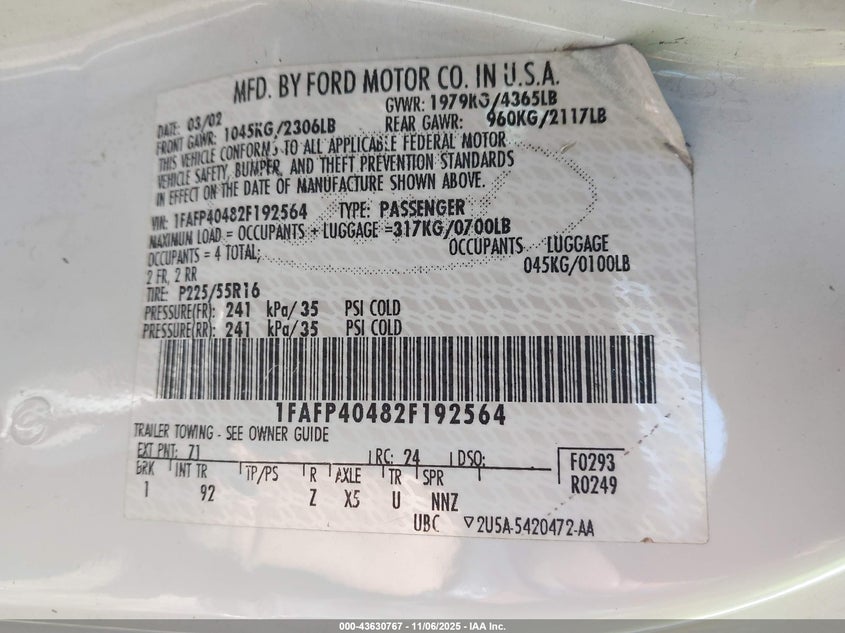 MFD. BY FORD MOTOR CO. IN U.S.A.
DATE: 03/02 GVWR: 1979KG/4365LB
FRONT GAWR: 1045KG/2306LB REAR GAWR: 960KG/2117LB
THIS VEHICLE CONFORMS TO ALL APPLICABLE FEDERAL MOTOR
VEHICLE SAFETY, BUMPER, AND THEFT PREVENTION STANDARDS
IN EFFECT ON THE DATE OF MANUFACTURE SHOWN ABOVE.
VIN: 1FAFP40482F192564 TYPE: PASSENGER
MAXIMUM LOAD = OCCUPANTS + LUGGAGE =317KG/0700LB
OCCUPANTS = 4 TOTAL; OCCUPANTS LUGGAGE
2 FR, 2 RR 045KG/0100LB
TIRE: P225/55R16
PRESSURE(FR): 241 kPa/35 PSI COLD
PRESSURE(RR): 241 kPa/35 PSI COLD
1FAFP40482F192564
TRAILER TOWING - SEE OWNER GUIDE
EXT PNT: 71 RC: 24 DSO: F0293
BRK INT TR TP/PS R AXLE TR SPR R0249
1 92 Z X5 U NNZ
UBC ▽2U5A-5420472-AA
000-43630767 - 11/06/2025 - IAA Inc.